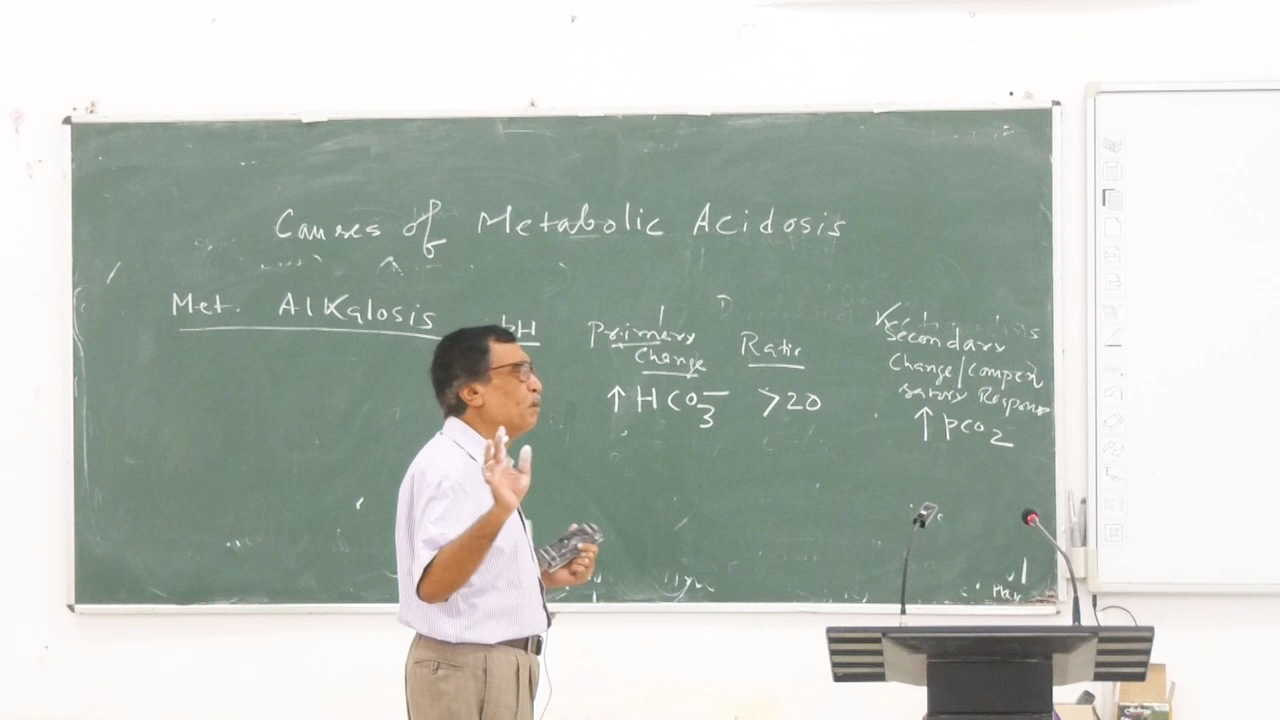 Causes of Metabolic Acidosis
Met. Alkalosis pH
Primary
Change
Ratio
Secondary
Change/Compen
satory Response
↑ HCO₃⁻ >20
↑ pCO₂